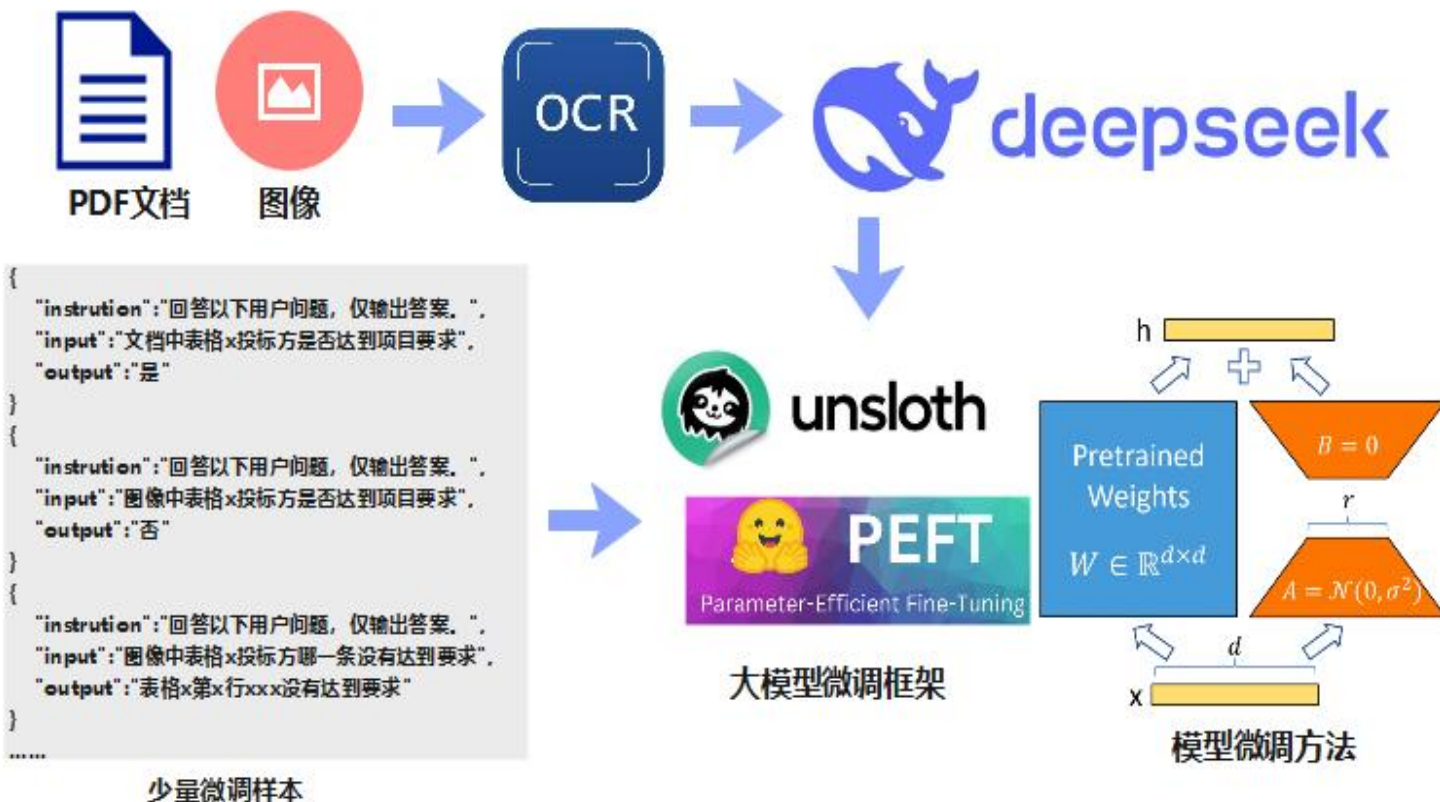 OCR
deepseek
PDF文档
图像
{
"instrution":"回答以下用户问题，仅输出答案。",
"input":"文档中表格x投标方是否达到项目要求",
"output":"是"
}
{
"instrution":"回答以下用户问题，仅输出答案。",
"input":"图像中表格x投标方是否达到项目要求",
"output":"否"
}
{
"instrution":"回答以下用户问题，仅输出答案。",
"input":"图像中表格x投标方哪一条没有达到要求",
"output":"表格x第x行xxx没有达到要求"
}
......
少量微调样本
unsloth
PEFT
Parameter-Efficient Fine-Tuning
大模型微调框架
h
Pretrained
Weights
W ∈ ℝ^{d×d}
B = 0
r
A = 𝒩(0, σ²)
d
x
模型微调方法